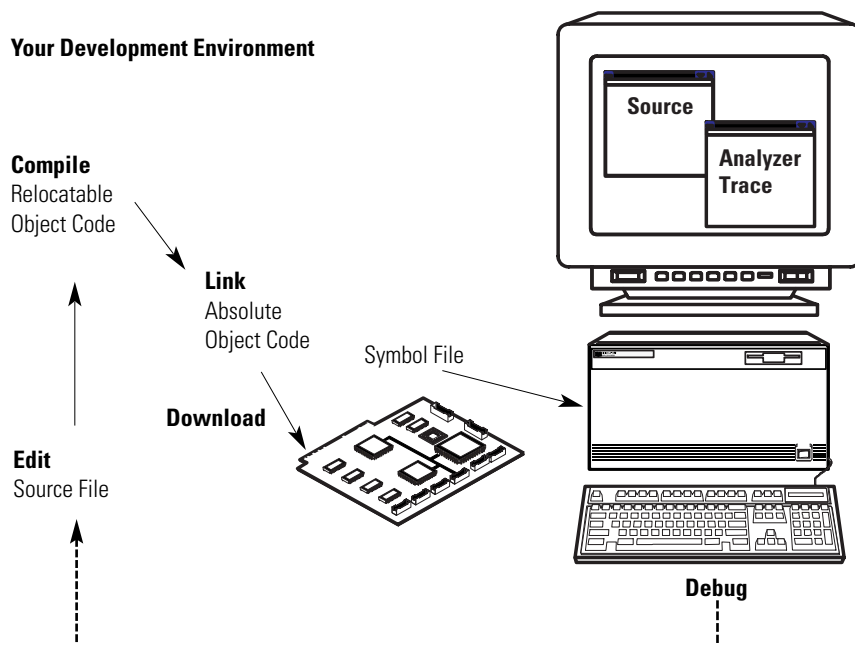 Your Development Environment
Source
Analyzer
Trace
Compile
Relocatable
Object Code
Link
Absolute
Object Code
Symbol File
Download
Edit
Source File
Debug